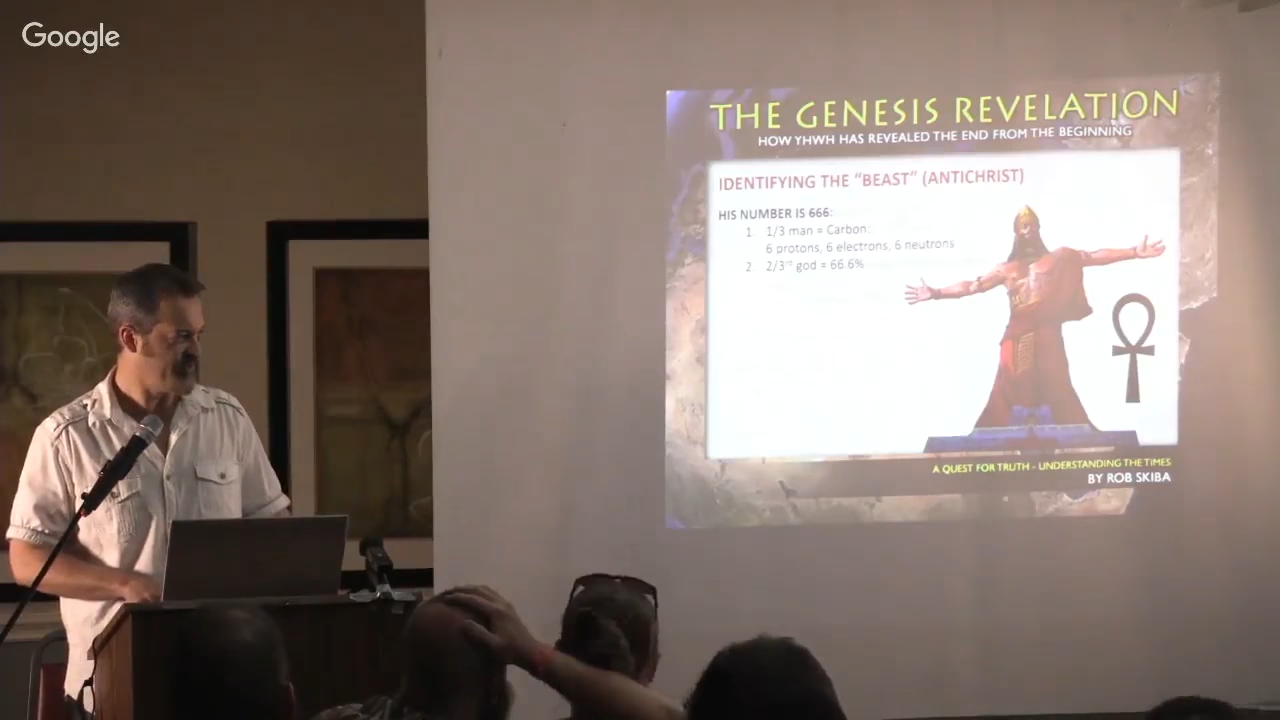 Google
THE GENESIS REVELATION
HOW YHWH HAS REVEALED THE END FROM THE BEGINNING
IDENTIFYING THE "BEAST" (ANTICHRIST)
HIS NUMBER IS 666:
1. 1/3 man = Carbon:
6 protons, 6 electrons, 6 neutrons
2. 2/3rd god = 66.6%
A QUEST FOR TRUTH - UNDERSTANDING THE TIMES
BY ROB SKIBA